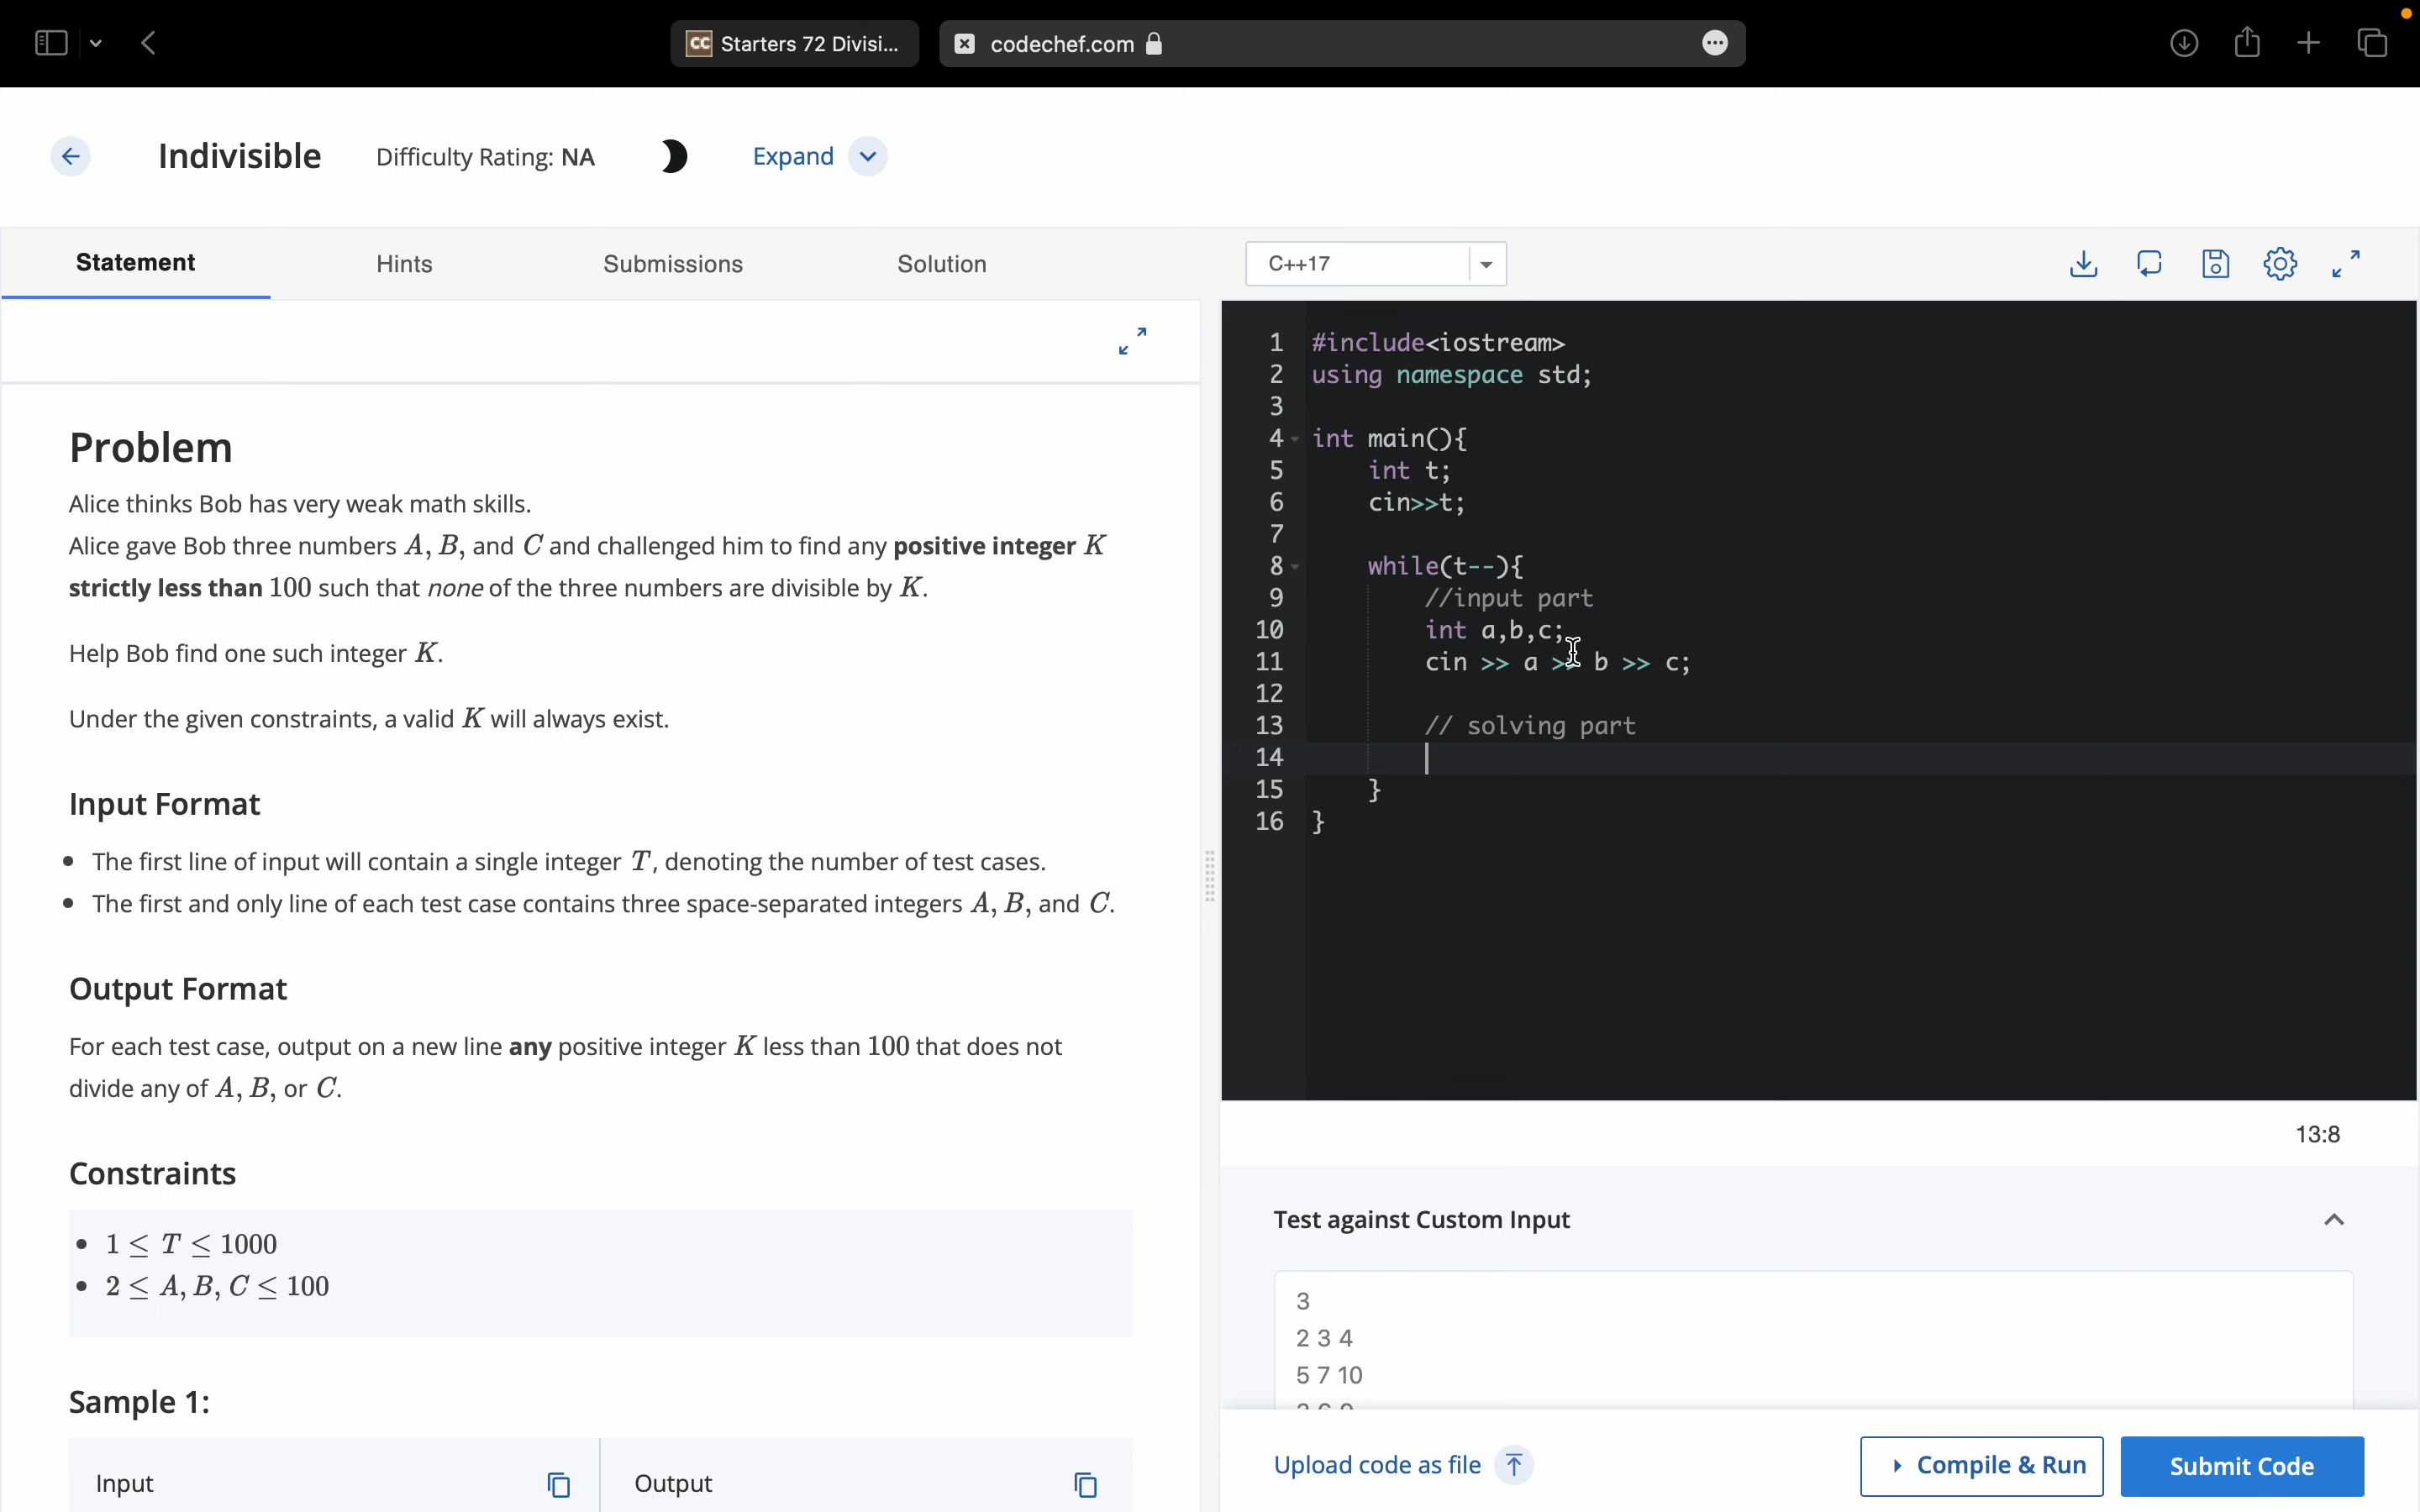 Starters 72 Divisi...
codechef.com
Indivisible
Difficulty Rating: NA
Expand
Statement
Hints
Submissions
Solution
C++17
Problem
Alice thinks Bob has very weak math skills.
Alice gave Bob three numbers A, B, and C and challenged him to find any positive integer K
strictly less than 100 such that none of the three numbers are divisible by K.
Help Bob find one such integer K.
Under the given constraints, a valid K will always exist.
Input Format
• The first line of input will contain a single integer T, denoting the number of test cases.
• The first and only line of each test case contains three space-separated integers A, B, and C.
Output Format
For each test case, output on a new line any positive integer K less than 100 that does not
divide any of A, B, or C.
Constraints
• 1 ≤ T ≤ 1000
• 2 ≤ A, B, C ≤ 100
Sample 1:
Input
Output
1 #include<iostream>
2 using namespace std;
3
4 int main(){
5 int t;
6 cin>>t;
7
8 while(t--){
9 //input part
10 int a,b,c;
11 cin >> a >> b >> c;
12
13 // solving part
14
15 }
16 }
13:8
Test against Custom Input
3
2 3 4
5 7 10
Upload code as file
Compile & Run
Submit Code